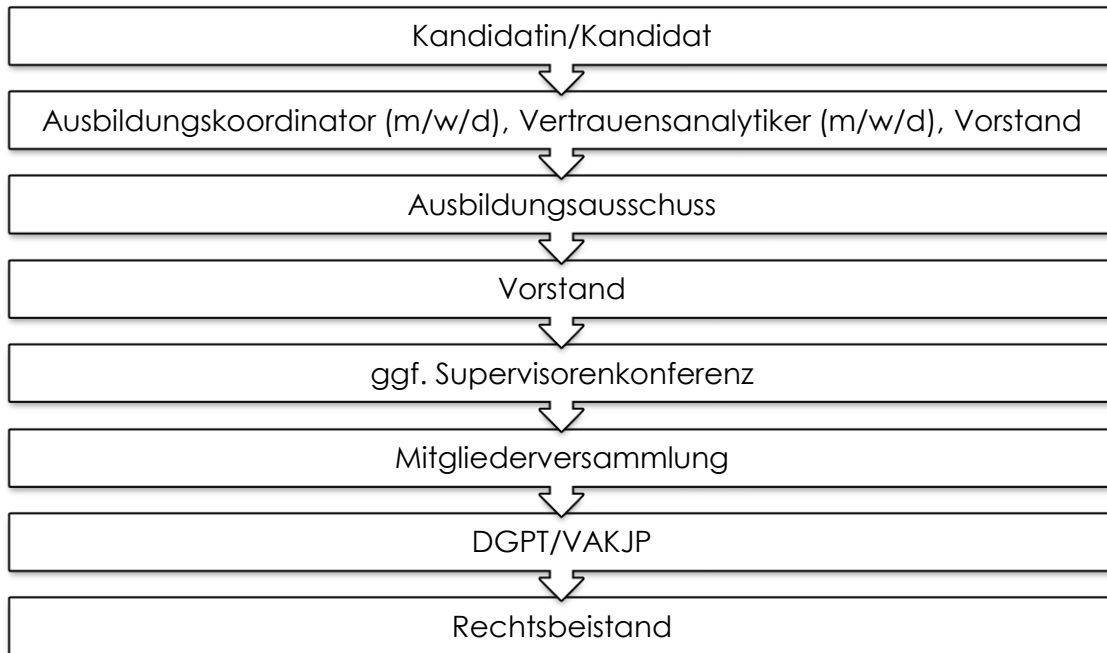 Kandidatin/Kandidat
Ausbildungskoordinator (m/w/d), Vertrauensanalytiker (m/w/d), Vorstand
Ausbildungsausschuss
Vorstand
ggf. Supervisorenkonferenz
Mitgliederversammlung
DGPT/VAKJP
Rechtsbeistand